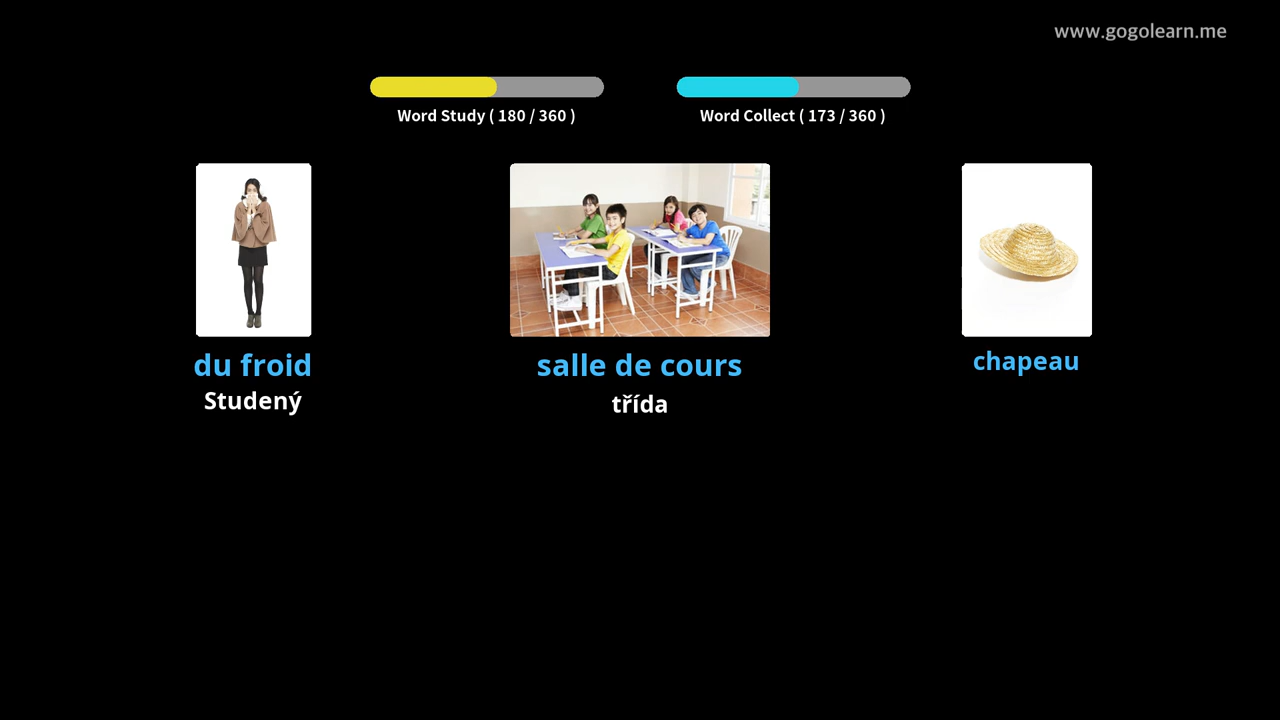 www.gogolearn.me
Word Study ( 180 / 360 )
Word Collect ( 173 / 360 )
du froid
Studený
salle de cours
třída
chapeau